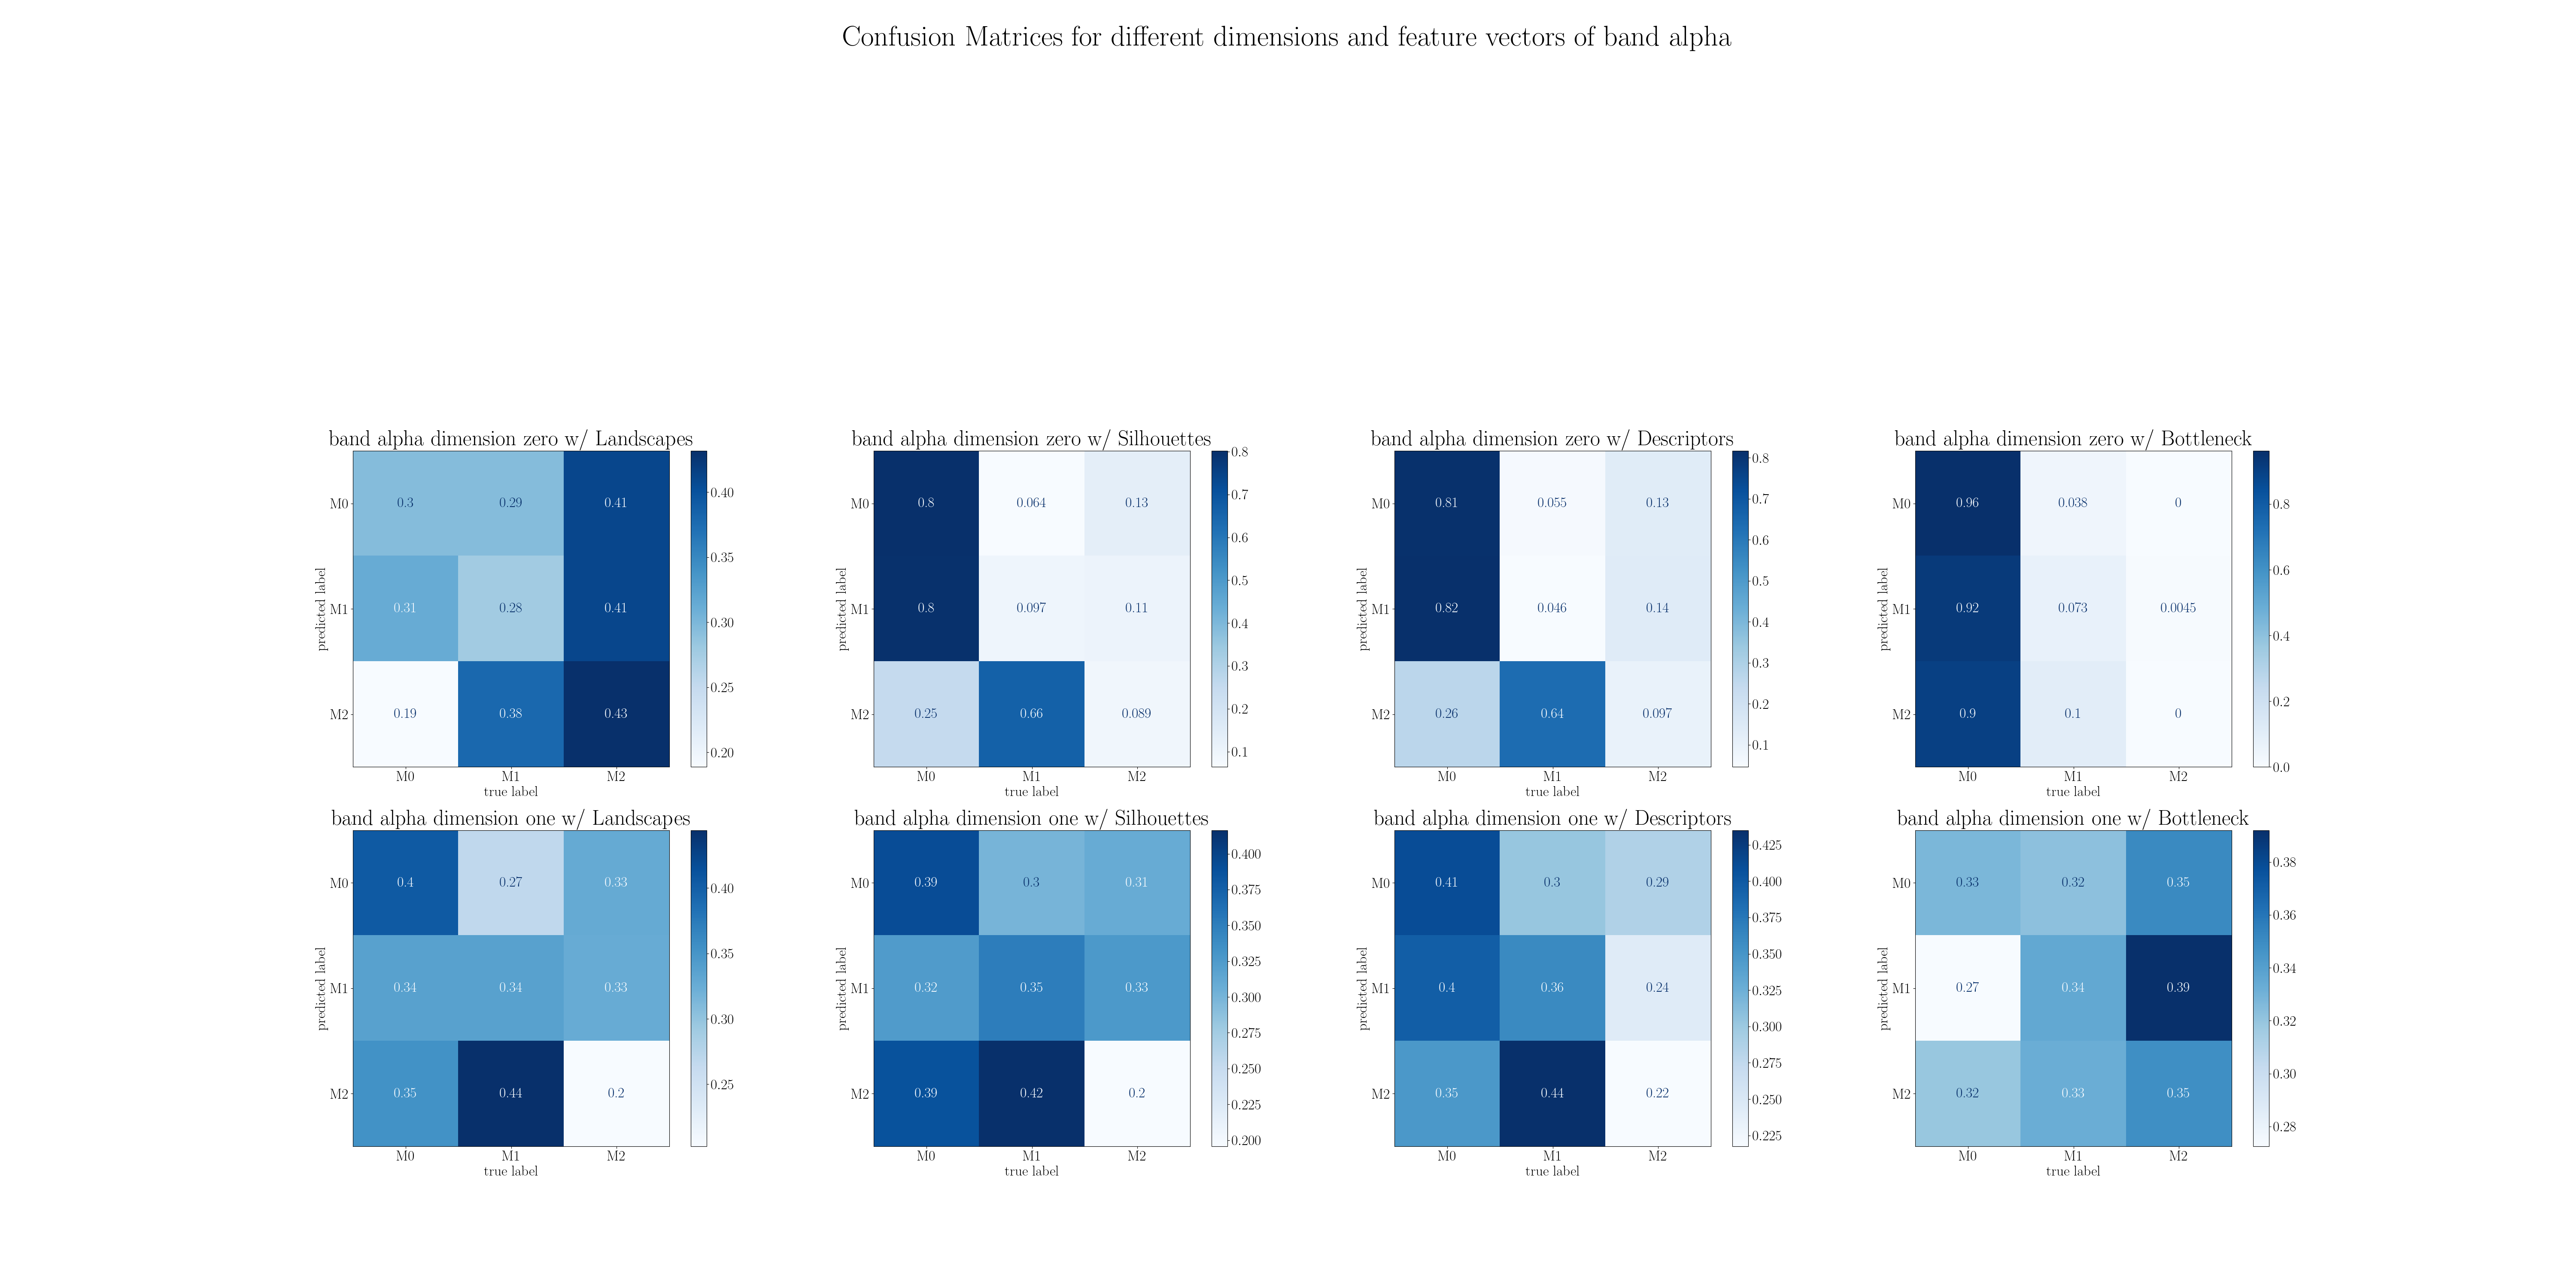 Confusion Matrices for different dimensions and feature vectors of band alpha
band alpha dimension zero w/ Landscapes
predicted label
M0
0.3 0.29 0.41
M1
0.31 0.28 0.41
M2
0.19 0.38 0.43
M0 M1 M2
true label
0.40
0.35
0.30
0.25
0.20
band alpha dimension zero w/ Silhouettes
predicted label
M0
0.8 0.064 0.13
M1
0.8 0.097 0.11
M2
0.25 0.66 0.089
M0 M1 M2
true label
0.8
0.7
0.6
0.5
0.4
0.3
0.2
0.1
band alpha dimension zero w/ Descriptors
predicted label
M0
0.81 0.055 0.13
M1
0.82 0.046 0.14
M2
0.26 0.64 0.097
M0 M1 M2
true label
0.8
0.7
0.6
0.5
0.4
0.3
0.2
0.1
band alpha dimension zero w/ Bottleneck
predicted label
M0
0.96 0.038 0
M1
0.92 0.073 0.0045
M2
0.9 0.1 0
M0 M1 M2
true label
0.8
0.6
0.4
0.2
0.0
band alpha dimension one w/ Landscapes
predicted label
M0
0.4 0.27 0.33
M1
0.34 0.34 0.33
M2
0.35 0.44 0.2
M0 M1 M2
true label
0.40
0.35
0.30
0.25
band alpha dimension one w/ Silhouettes
predicted label
M0
0.39 0.3 0.31
M1
0.32 0.35 0.33
M2
0.39 0.42 0.2
M0 M1 M2
true label
0.400
0.375
0.350
0.325
0.300
0.275
0.250
0.225
0.200
band alpha dimension one w/ Descriptors
predicted label
M0
0.41 0.3 0.29
M1
0.4 0.36 0.24
M2
0.35 0.44 0.22
M0 M1 M2
true label
0.425
0.400
0.375
0.350
0.325
0.300
0.275
0.250
0.225
band alpha dimension one w/ Bottleneck
predicted label
M0
0.33 0.32 0.35
M1
0.27 0.34 0.39
M2
0.32 0.33 0.35
M0 M1 M2
true label
0.38
0.36
0.34
0.32
0.30
0.28